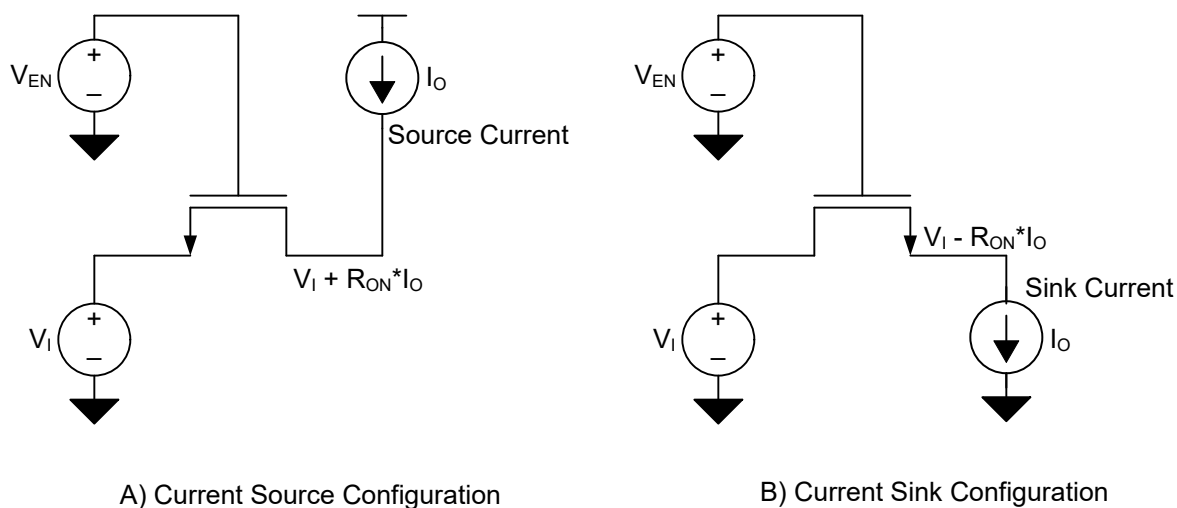 V_EN
+
–
I_O
Source Current
V_I + R_ON*I_O
V_I
+
–
A) Current Source Configuration
V_EN
+
–
V_I - R_ON*I_O
Sink Current
V_I
+
–
I_O
B) Current Sink Configuration